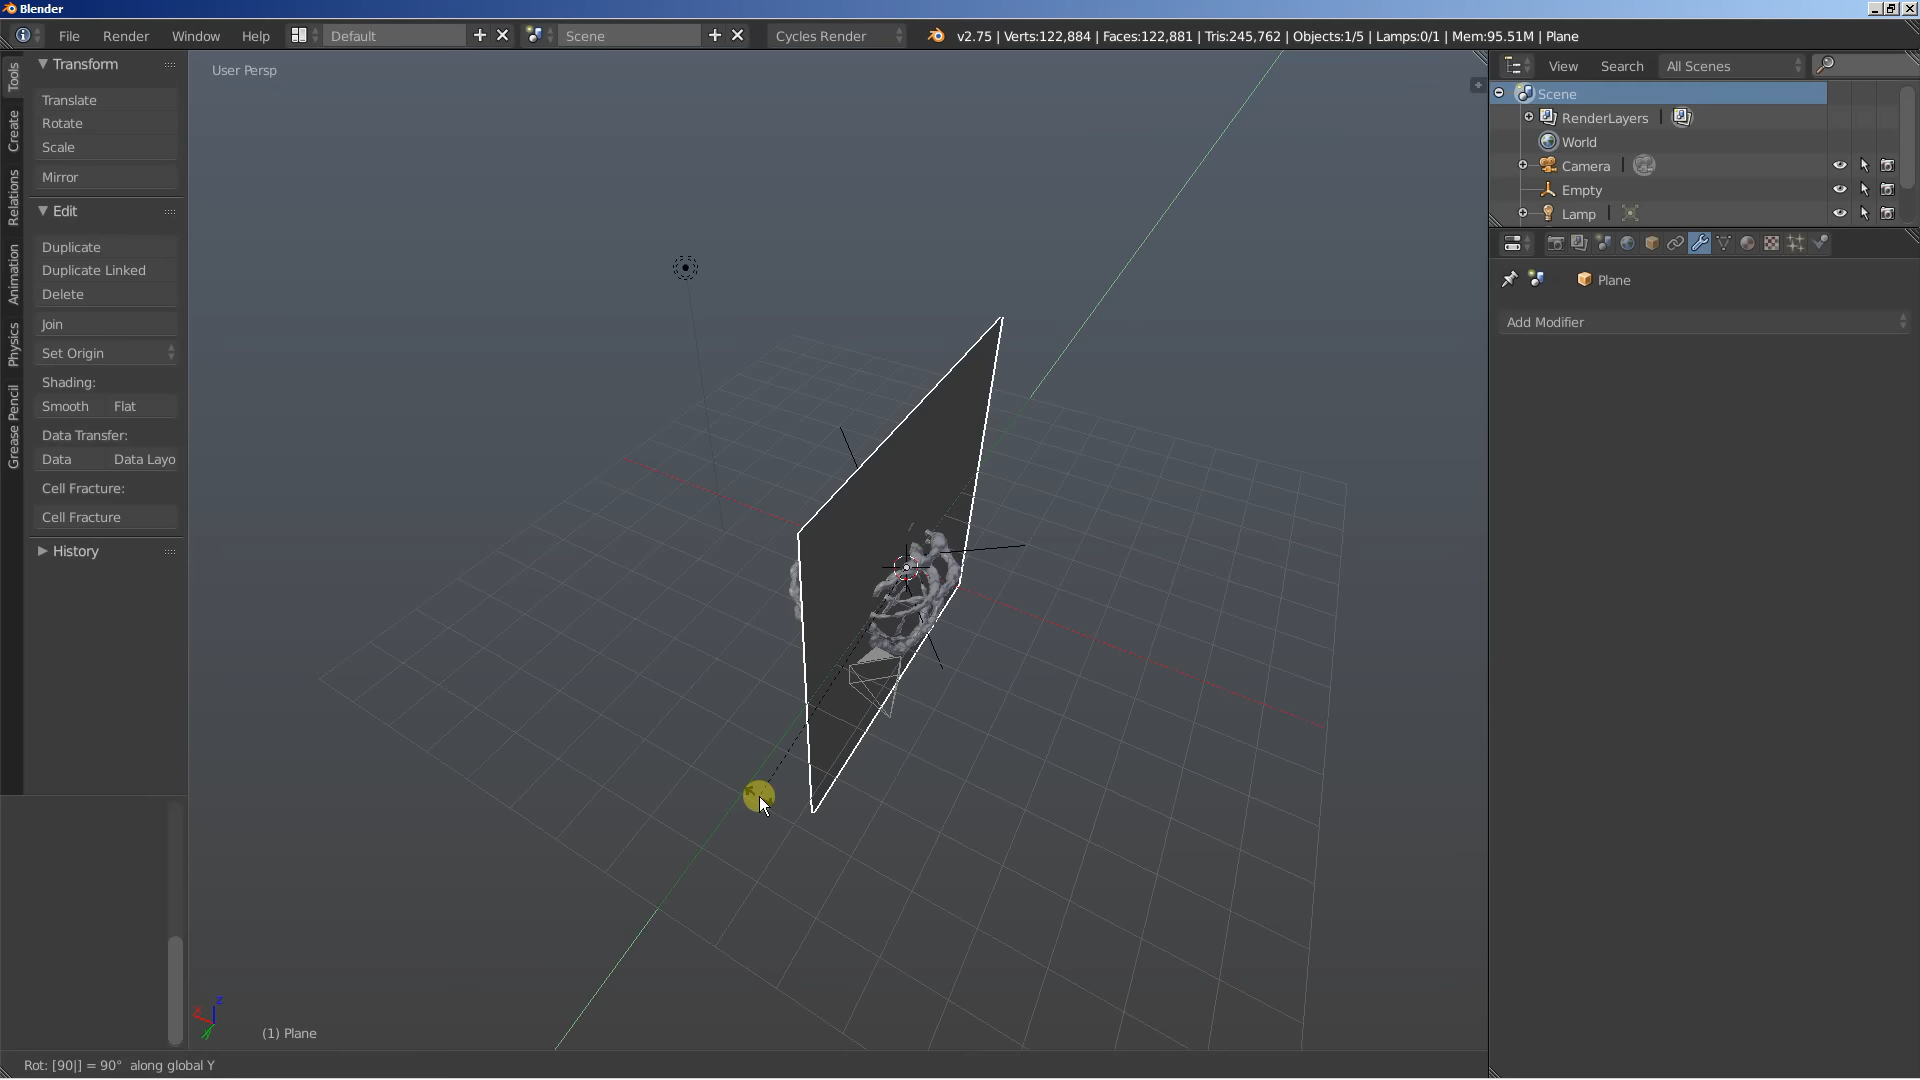 Blender
File Render Window Help Default Scene Cycles Render v2.75 | Verts:122,884 | Faces:122,881 | Tris:245,762 | Objects:1/5 | Lamps:0/1 | Mem:95.51M | Plane
Tools
Create
Relations
Animation
Physics
Grease Pencil
Transform
Translate
Rotate
Scale
Mirror
Edit
Duplicate
Duplicate Linked
Delete
Join
Set Origin
Shading:
Smooth Flat
Data Transfer:
Data Data Layo
Cell Fracture:
Cell Fracture
History
User Persp
(1) Plane
Rot: [90|] = 90° along global Y
View Search All Scenes
Scene
RenderLayers
World
Camera
Empty
Lamp
Plane
Add Modifier